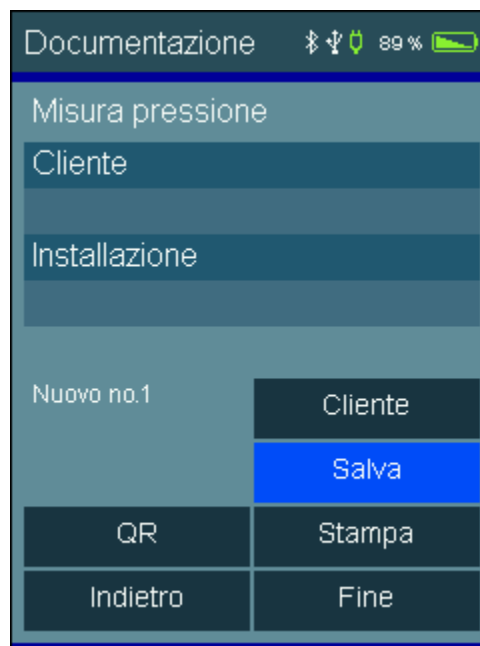 Documentazione 89 %
Misura pressione
Cliente
Installazione
Nuovo no.1
Cliente
Salva
QR
Stampa
Indietro
Fine